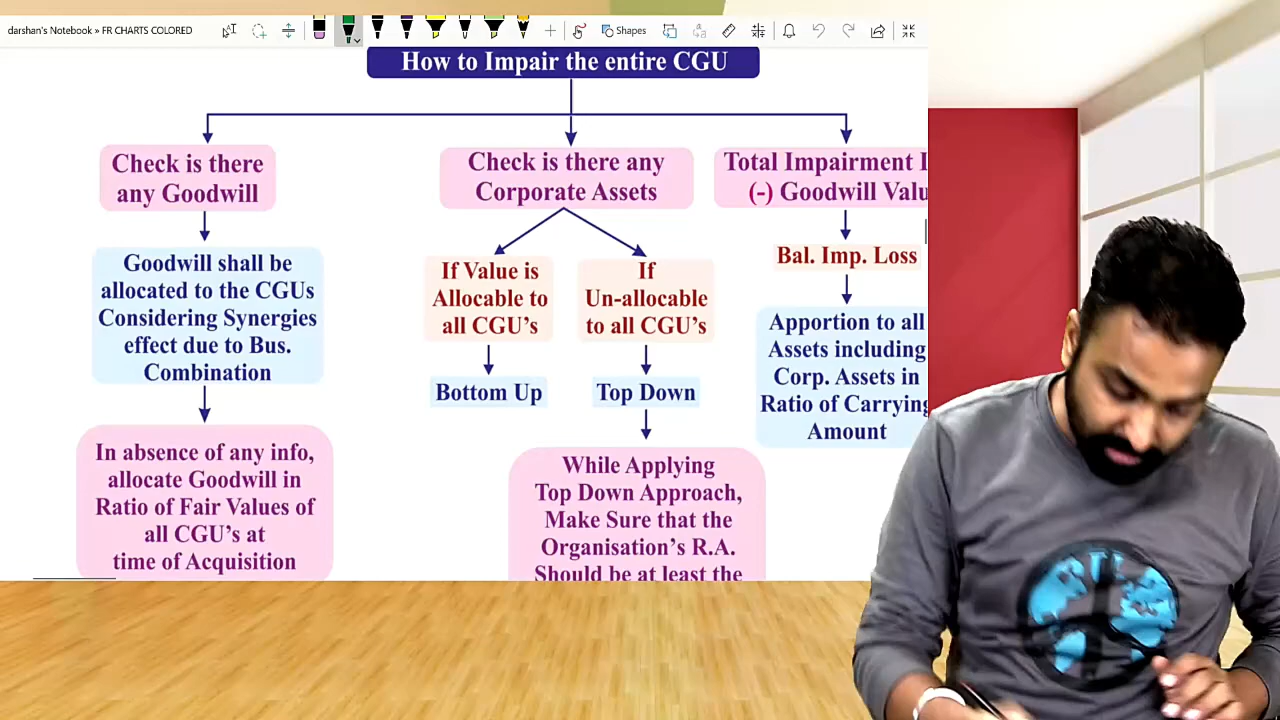 darshan's Notebook » FR CHARTS COLORED
Shapes
How to Impair the entire CGU
Check is there
any Goodwill
Goodwill shall be
allocated to the CGUs
Considering Synergies
effect due to Bus.
Combination
In absence of any info,
allocate Goodwill in
Ratio of Fair Values of
all CGU's at
time of Acquisition
Check is there any
Corporate Assets
If Value is
Allocable to
all CGU's
Bottom Up
If
Un-allocable
to all CGU's
Top Down
While Applying
Top Down Approach,
Make Sure that the
Organisation's R.A.
Should be at least the
Total Impairment
(-) Goodwill
Bal. Imp. Loss
Apportion to all
Assets including
Corp. Assets in
Ratio of Carrying
Amount